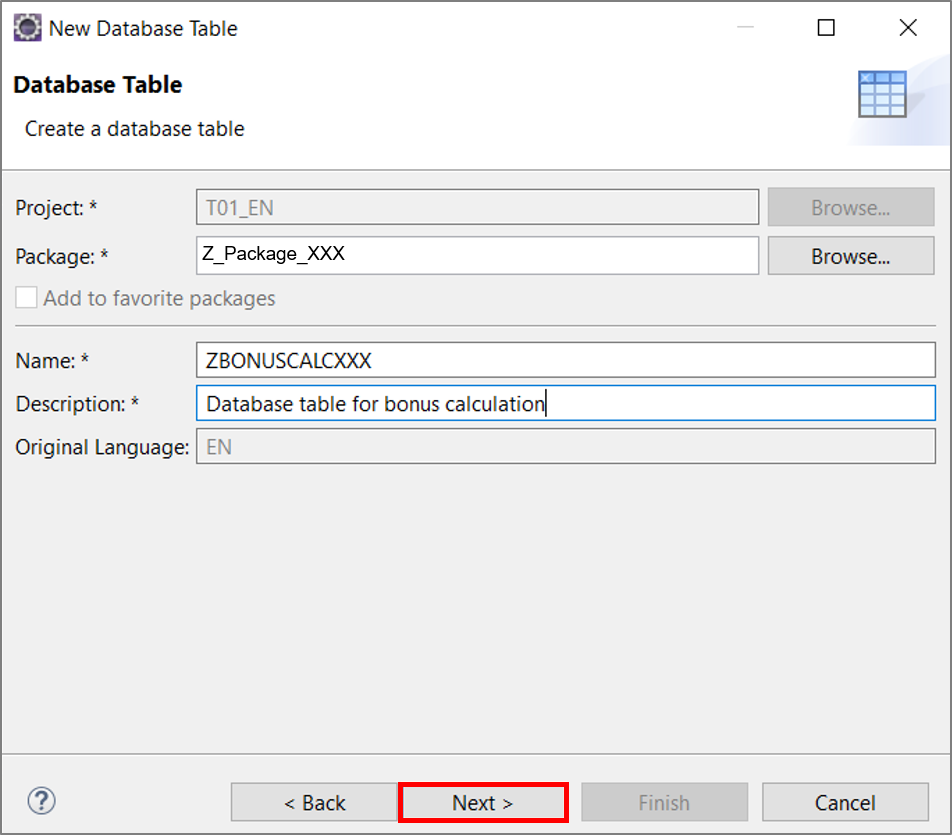 New Database Table
Database Table
Create a database table
Project: * T01_EN Browse...
Package: * Z_Package_XXX Browse...
Add to favorite packages
Name: * ZBONUSCALCXXX
Description: * Database table for bonus calculation
Original Language: EN
? < Back Next > Finish Cancel